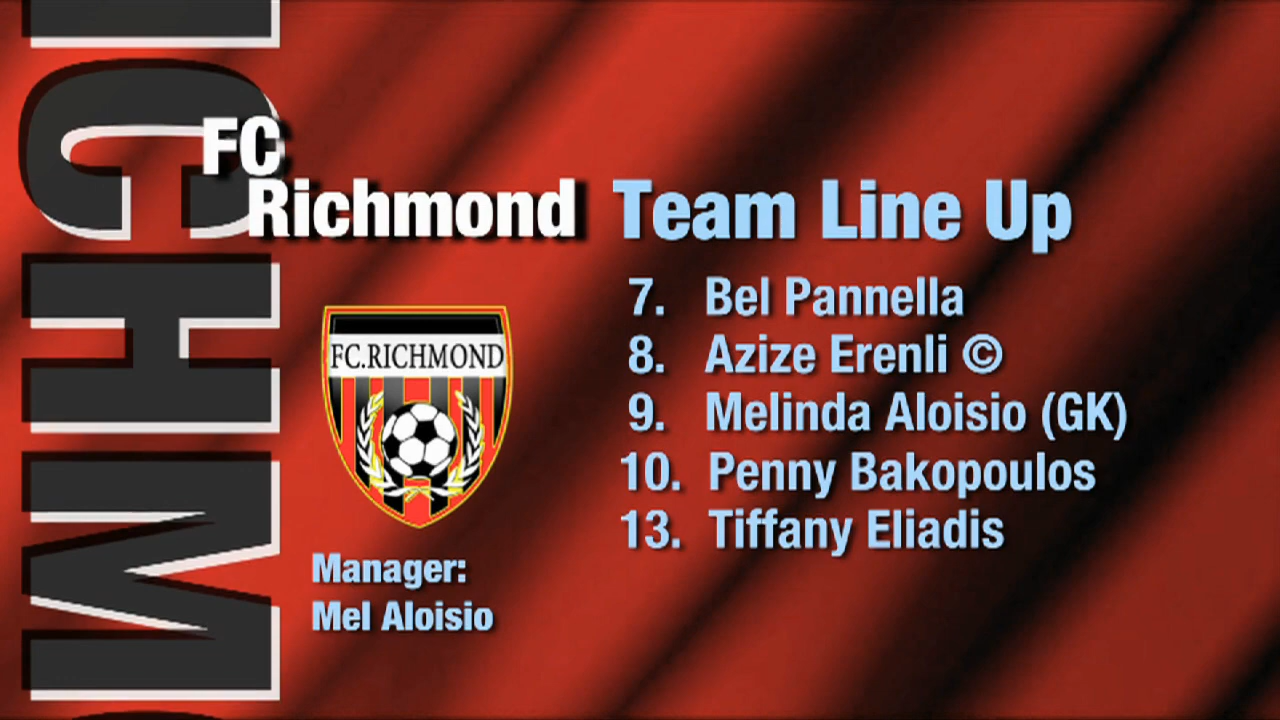 ICHMO
FC
Richmond
Team Line Up
FC.RICHMOND
7. Bel Pannella
8. Azize Erenli ©
9. Melinda Aloisio (GK)
10. Penny Bakopoulos
13. Tiffany Eliadis
Manager:
Mel Aloisio